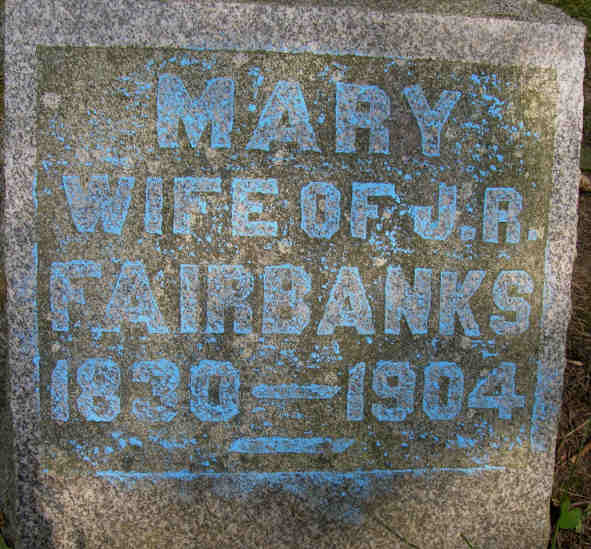 MARY
WIFE OF J.R.
FAIRBANKS
1830—1904